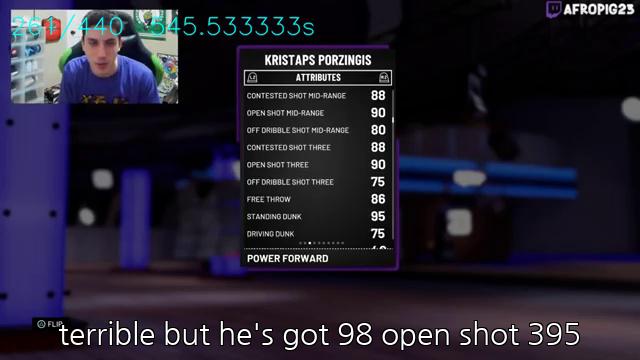 261/440 545.533333s
AFROPIG23
KRISTAPS PORZINGIS
ATTRIBUTES
CONTESTED SHOT MID-RANGE 88
OPEN SHOT MID-RANGE 90
OFF DRIBBLE SHOT MID-RANGE 80
CONTESTED SHOT THREE 88
OPEN SHOT THREE 90
OFF DRIBBLE SHOT THREE 75
FREE THROW 86
STANDING DUNK 95
DRIVING DUNK 75
POWER FORWARD
FLIP
terrible but he's got 98 open shot 395